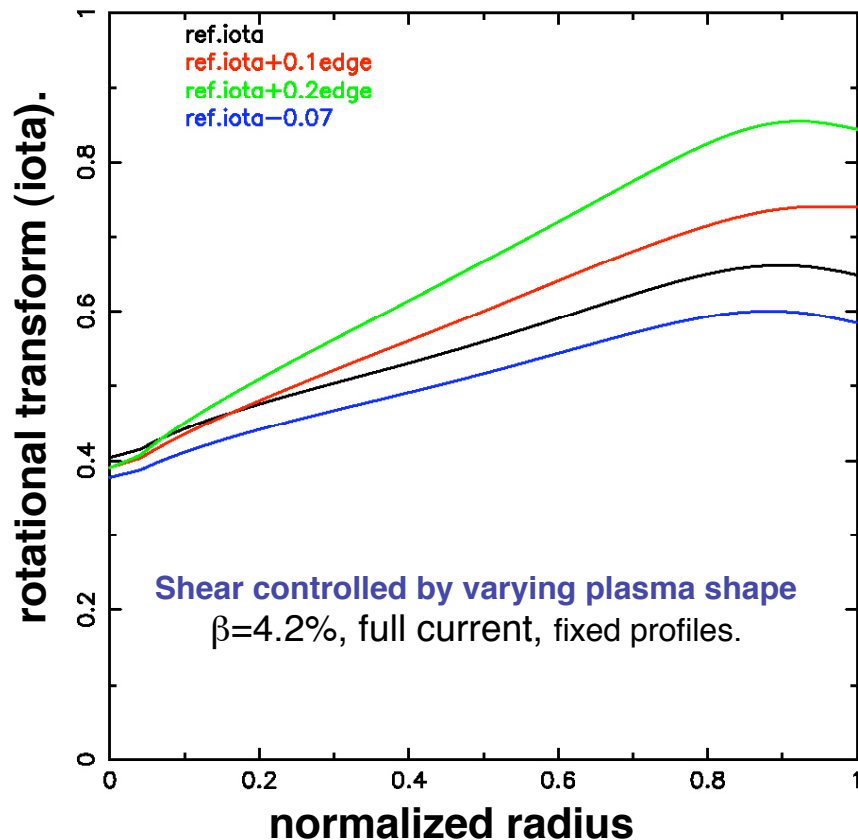 rotational transform (iota).
1
0.8
0.6
0.4
0.2
0
ref.iota
ref.iota+0.1edge
ref.iota+0.2edge
ref.iota−0.07
Shear controlled by varying plasma shape
β=4.2%, full current, fixed profiles.
0 0.2 0.4 0.6 0.8 1
normalized radius